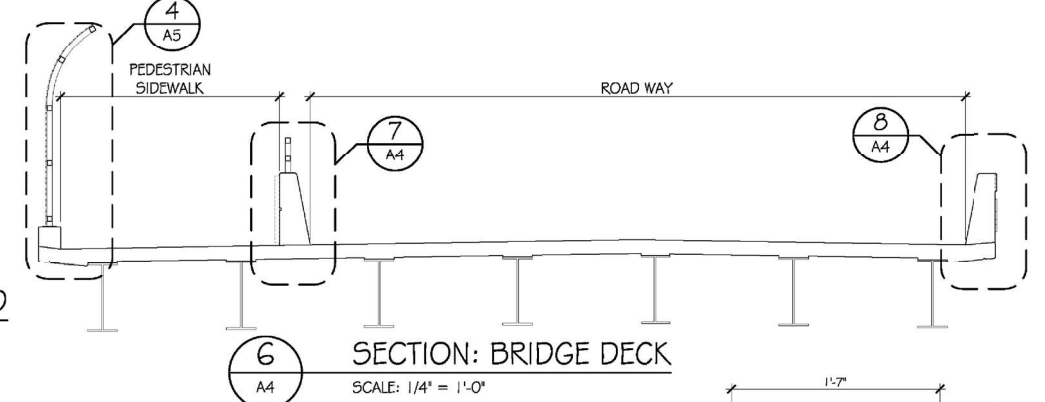 4
A5
PEDESTRIAN
SIDEWALK
ROAD WAY
7
A4
8
A4
6
A4
SECTION: BRIDGE DECK
SCALE: 1/4" = 1'-0"
1'-7"